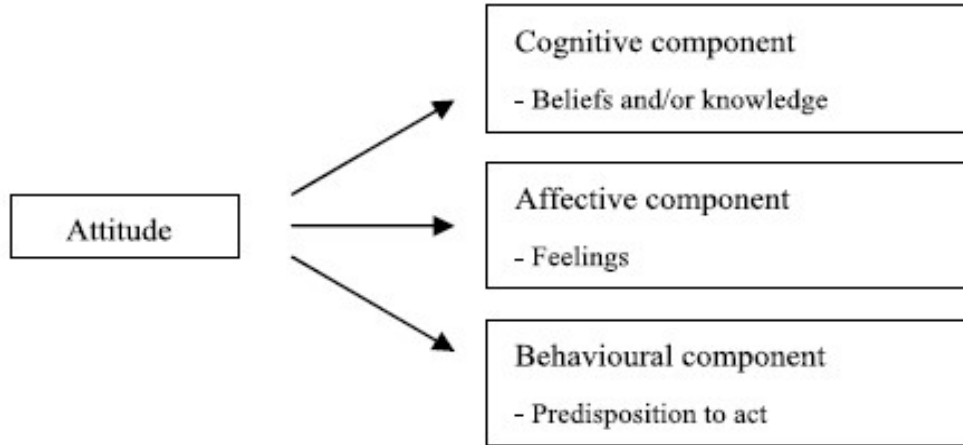 Cognitive component
- Beliefs and/or knowledge
Attitude
Affective component
- Feelings
Behavioural component
- Predisposition to act